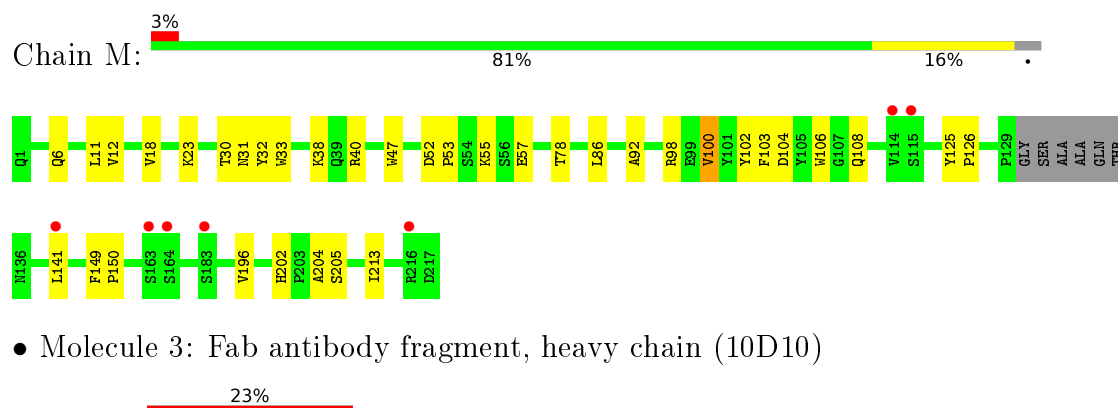 3%
Chain M:
81% 16% •
Q1 Q6 L11 V12 V18 K23 T30 N31 Y32 W33 K38 Q39 R40 W47 D52 P53 S54 K55 S56 E57 T78 L86 A92 R98 E99 V100 Y101 Y102 F103 D104 Y105 W106 G107 Q108 V114 S115 Y125 P126 P129 GLY SER ALA ALA GLN THR
N136 L141 F149 P150 S163 S164 S183 V196 H202 P203 A204 S205 I213 R216 D217
• Molecule 3: Fab antibody fragment, heavy chain (10D10)
23%